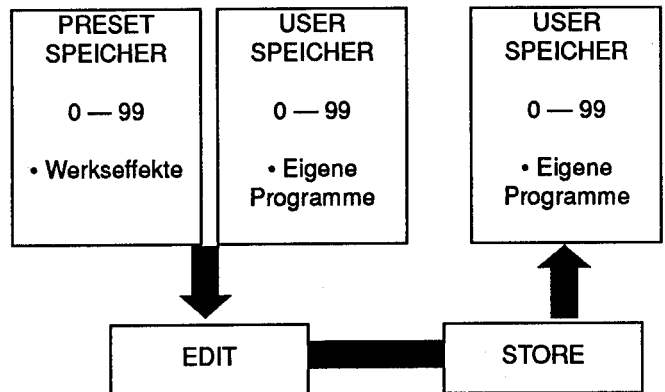 PRESET
SPEICHER
0 — 99
• Werkseffekte
USER
SPEICHER
0 — 99
• Eigene
Programme
USER
SPEICHER
0 — 99
• Eigene
Programme
EDIT
STORE